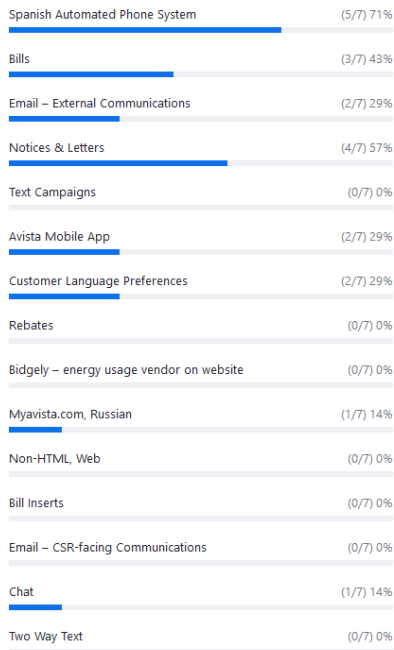 Spanish Automated Phone System (5/7) 71%
Bills (3/7) 43%
Email – External Communications (2/7) 29%
Notices & Letters (4/7) 57%
Text Campaigns (0/7) 0%
Avista Mobile App (2/7) 29%
Customer Language Preferences (2/7) 29%
Rebates (0/7) 0%
Bidgely – energy usage vendor on website (0/7) 0%
Myavista.com, Russian (1/7) 14%
Non-HTML, Web (0/7) 0%
Bill Inserts (0/7) 0%
Email – CSR-facing Communications (0/7) 0%
Chat (1/7) 14%
Two Way Text (0/7) 0%